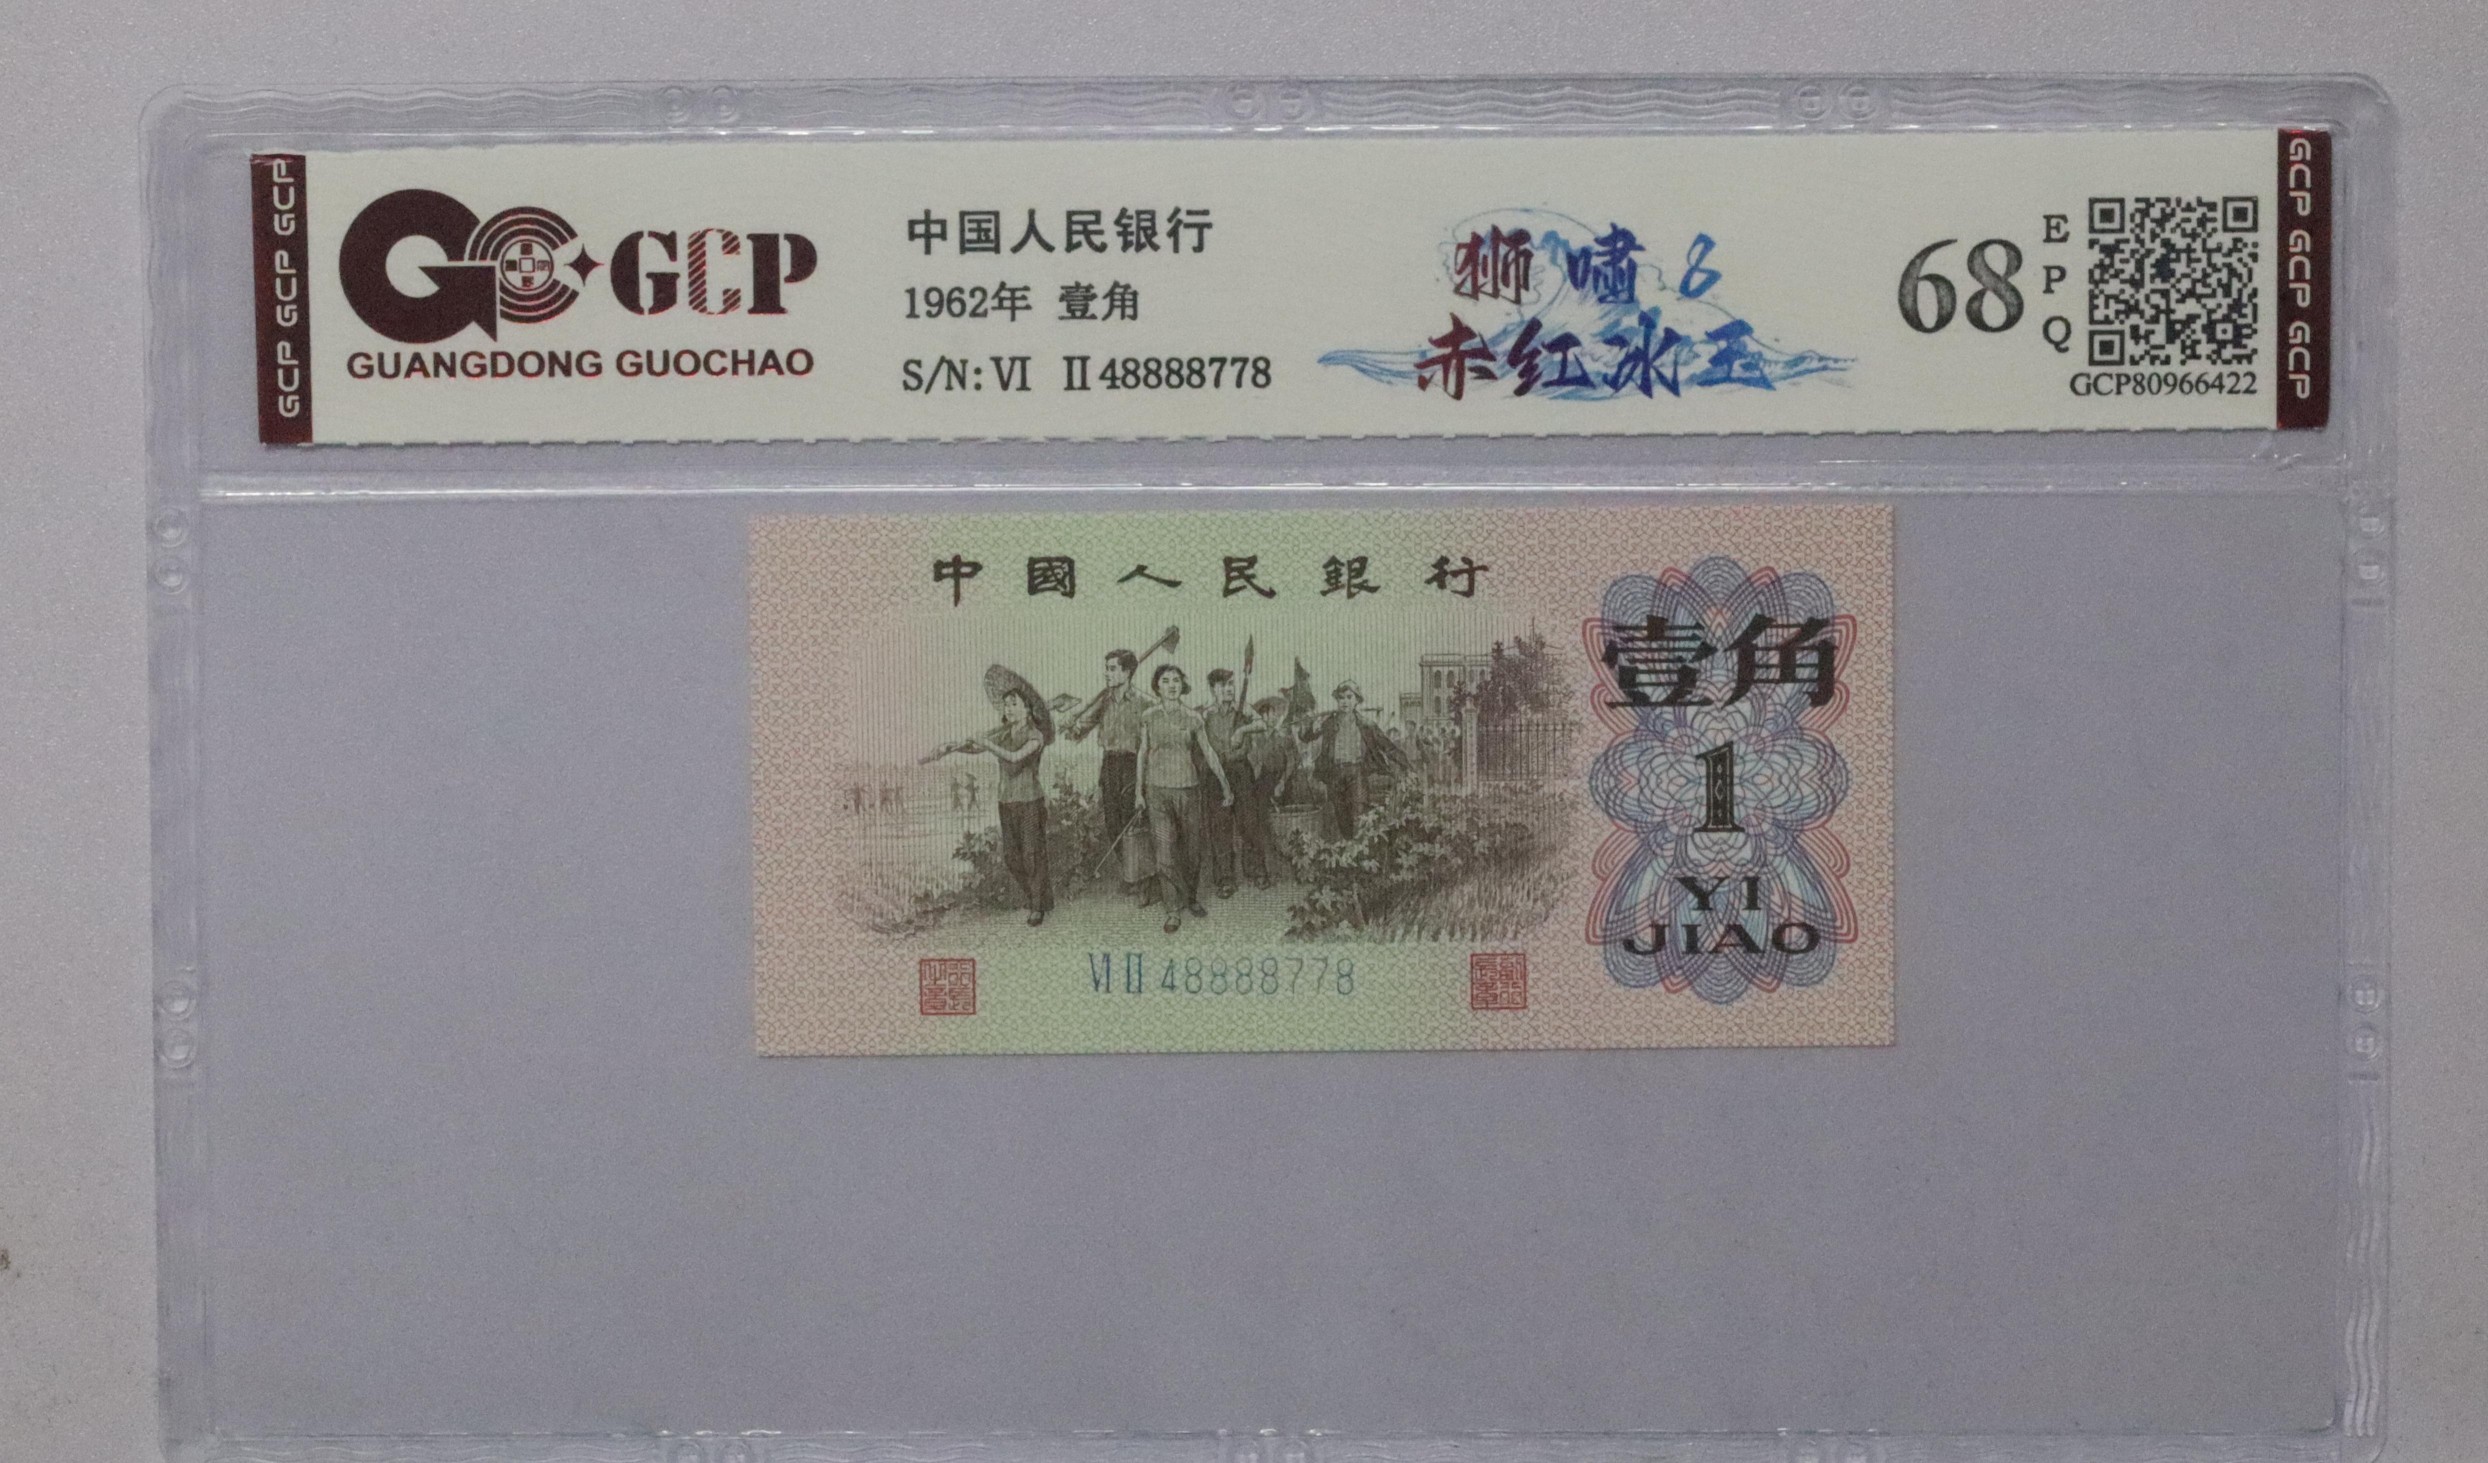 GCP GCP GCP
GCP
GUANGDONG GUOCHAO
中国人民银行
1962年 壹角
S/N: VI II 48888778
狮啸8
赤红冰玉
68
E
P
Q
GCP80966422
GCP GCP GCP
中國人民銀行
壹角
1
YI
JIAO
VI II 48888778